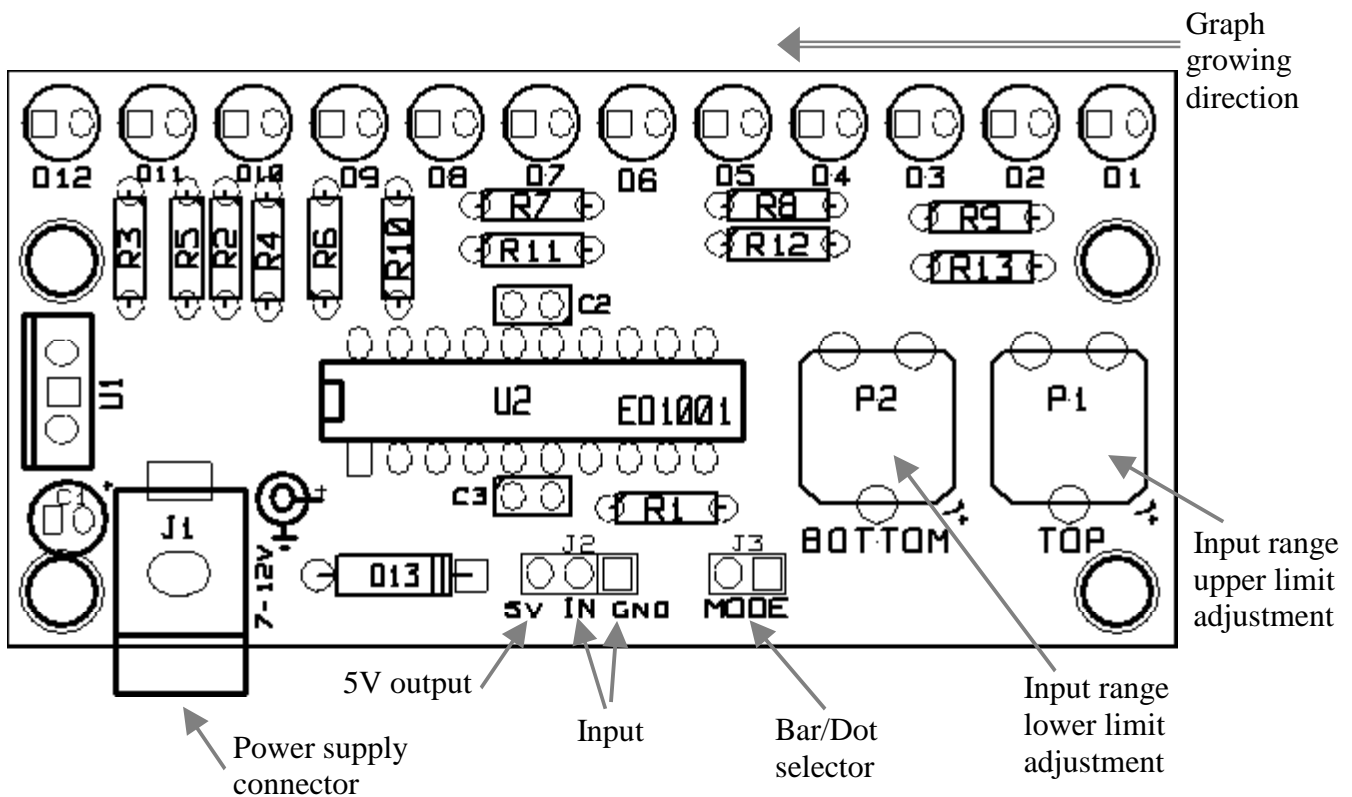 Graph
growing
direction
D12 D11 D10 D9 D8 D7 D6 D5 D4 D3 D2 D1
R3 R5 R2 R4 R6 R10
R7
R11
R8
R12
R9
R13
C2
U1
U2 ED1001
P2
P1
C1
J1
7-12V
C3
R1
BOTTOM
TOP
D13
J2
5V IN GND
J3
MODE
Input range
upper limit
adjustment
5V output
Input
Bar/Dot
selector
Input range
lower limit
adjustment
Power supply
connector